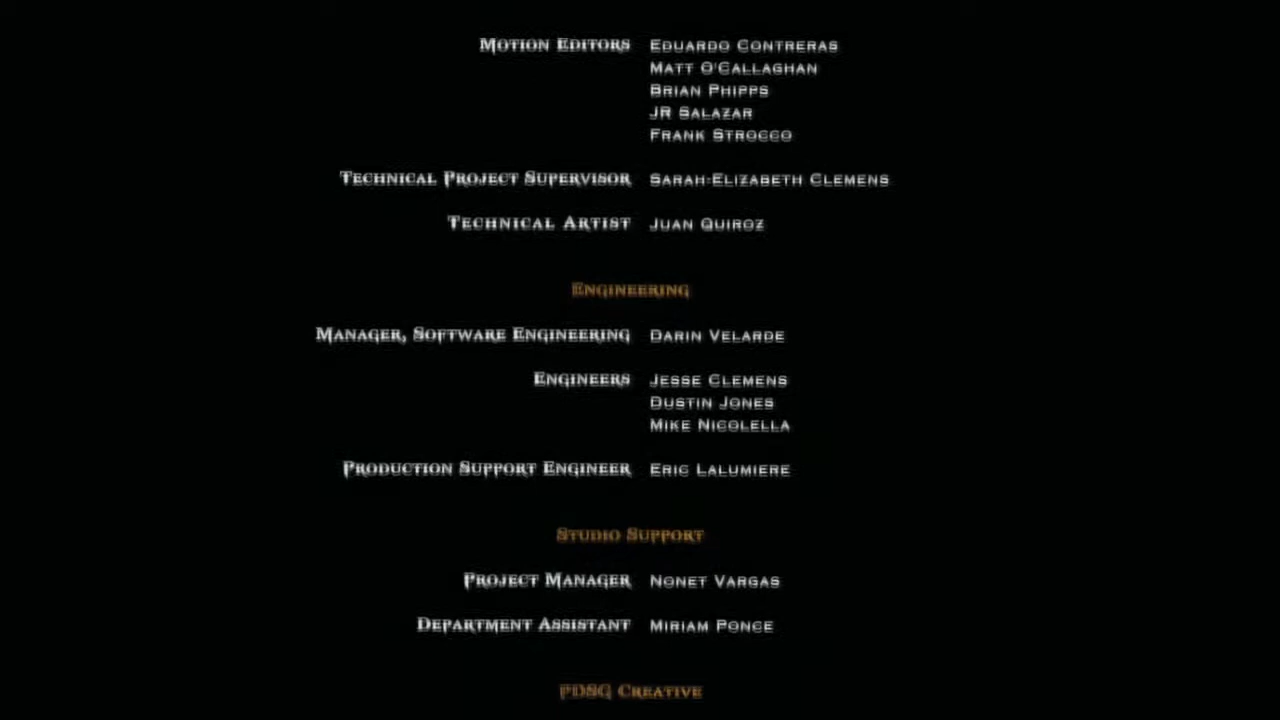 Motion Editors Eduardo Contreras
Matt O'Callaghan
Brian Phipps
JR Salazar
Frank Strocco
Technical Project Supervisor Sarah-Elizabeth Clemens
Technical Artist Juan Quiroz
Engineering
Manager, Software Engineering Darin Velarde
Engineers Jesse Clemens
Dustin Jones
Mike Nicolella
Production Support Engineer Eric Lalumiere
Studio Support
Project Manager Nonet Vargas
Department Assistant Miriam Ponce
PDSG Creative